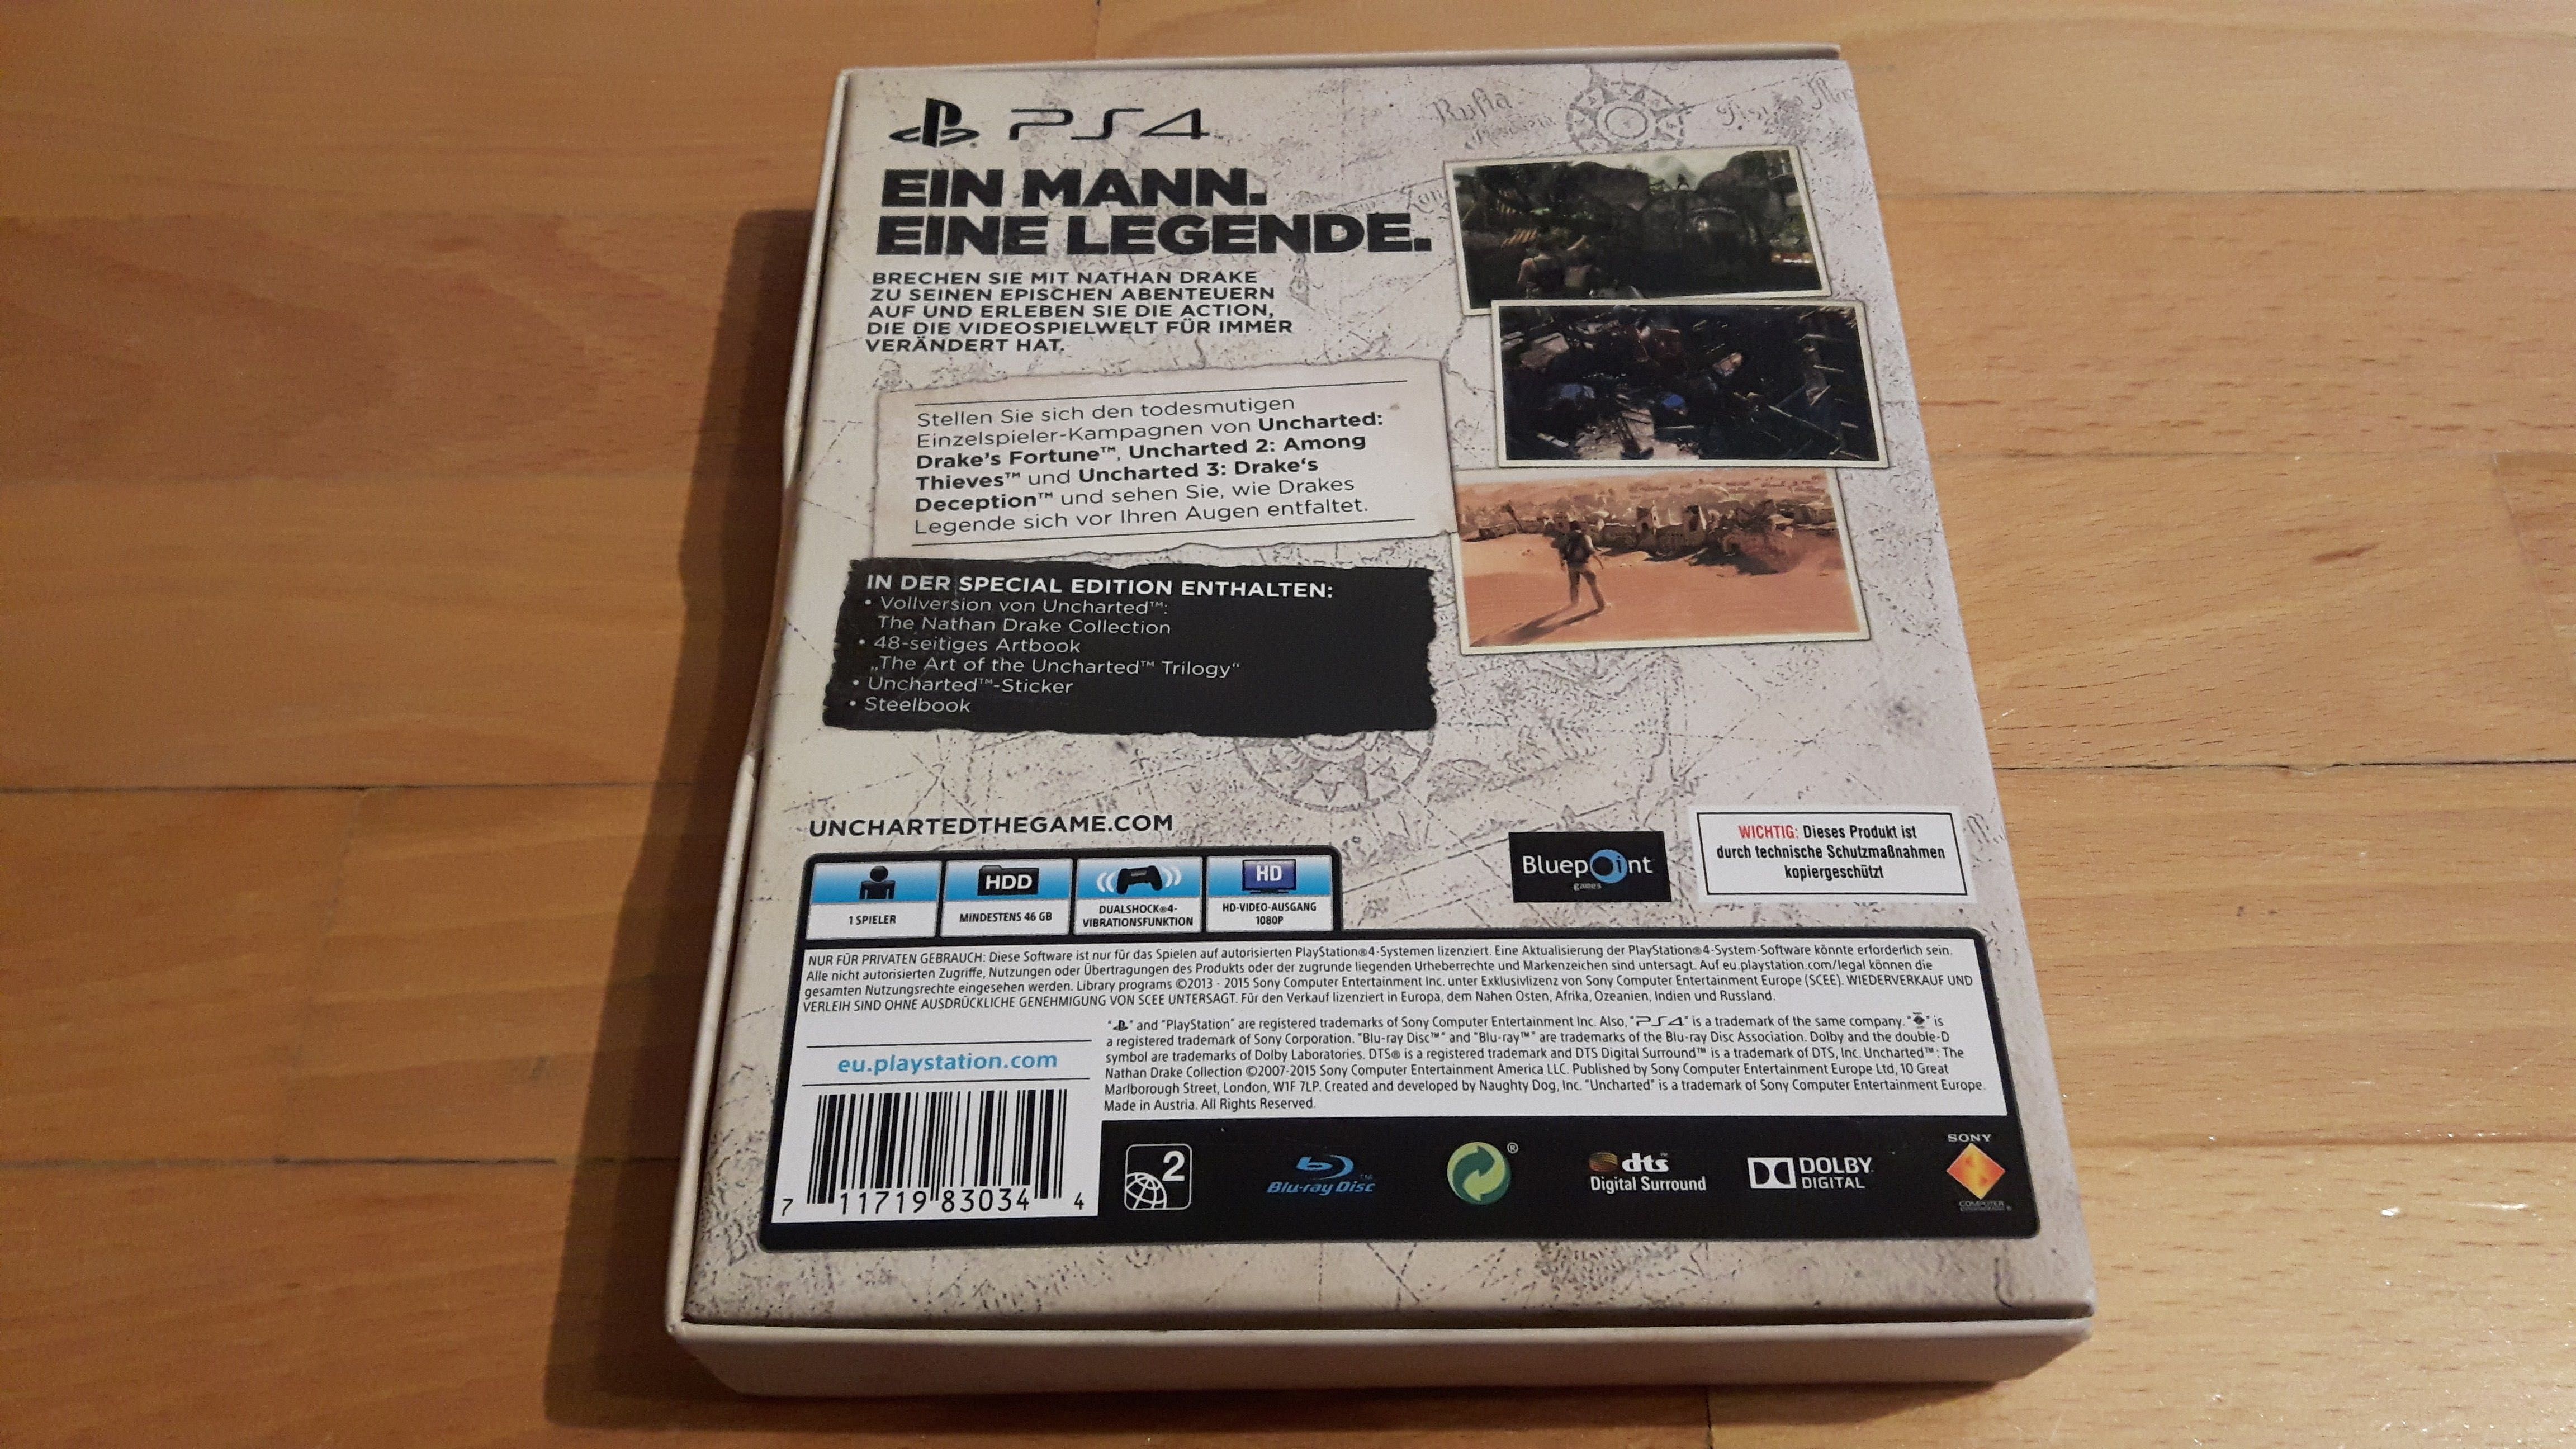 PS4
EIN MANN.
EINE LEGENDE.
BRECHEN SIE MIT NATHAN DRAKE
ZU SEINEN EPISCHEN ABENTEUERN
AUF UND ERLEBEN SIE DIE ACTION,
DIE DIE VIDEOSPIELWELT FÜR IMMER
VERÄNDERT HAT.
Stellen Sie sich den todesmutigen
Einzelspieler-Kampagnen von Uncharted:
Drake's Fortune™, Uncharted 2: Among
Thieves™ und Uncharted 3: Drake‘s
Deception™ und sehen Sie, wie Drakes
Legende sich vor Ihren Augen entfaltet.
IN DER SPECIAL EDITION ENTHALTEN:
• Vollversion von Uncharted™:
The Nathan Drake Collection
• 48-seitiges Artbook
„The Art of the Uncharted™ Trilogy“
• Uncharted™-Sticker
• Steelbook
UNCHARTEDTHEGAME.COM
Bluepoint
games
WICHTIG: Dieses Produkt ist
durch technische Schutzmaßnahmen
kopiergeschützt
1 SPIELER
HDD
MINDESTENS 46 GB
DUALSHOCK®4-
VIBRATIONSFUNKTION
HD
HD-VIDEO-AUSGANG
1080P
NUR FÜR PRIVATEN GEBRAUCH: Diese Software ist nur für das Spielen auf autorisierten PlayStation®4-Systemen lizenziert. Eine Aktualisierung der PlayStation®4-System-Software könnte erforderlich sein.
Alle nicht autorisierten Zugriffe, Nutzungen oder Übertragungen des Produkts oder der zugrunde liegenden Urheberrechte und Markenzeichen sind untersagt. Auf eu.playstation.com/legal können die
gesamten Nutzungsrechte eingesehen werden. Library programs ©2013 - 2015 Sony Computer Entertainment Inc. unter Exklusivlizenz von Sony Computer Entertainment Europe (SCEE). WIEDERVERKAUF UND
VERLEIH SIND OHNE AUSDRÜCKLICHE GENEHMIGUNG VON SCEE UNTERSAGT. Für den Verkauf lizenziert in Europa, dem Nahen Osten, Afrika, Ozeanien, Indien und Russland.
" " and "PlayStation" are registered trademarks of Sony Computer Entertainment Inc. Also, "PS4" is a trademark of the same company. " " is
a registered trademark of Sony Corporation. "Blu-ray Disc™" and "Blu-ray™" are trademarks of the Blu-ray Disc Association. Dolby and the double-D
symbol are trademarks of Dolby Laboratories. DTS® is a registered trademark and DTS Digital Surround™ is a trademark of DTS, Inc. Uncharted™: The
Nathan Drake Collection ©2007-2015 Sony Computer Entertainment America LLC. Published by Sony Computer Entertainment Europe Ltd, 10 Great
Marlborough Street, London, W1F 7LP. Created and developed by Naughty Dog, Inc. "Uncharted" is a trademark of Sony Computer Entertainment Europe.
Made in Austria. All Rights Reserved.
eu.playstation.com
7 11719 83034 4
2
Blu-ray Disc™
®
dts
Digital Surround
DOLBY
DIGITAL
SONY
COMPUTER
ENTERTAINMENT®